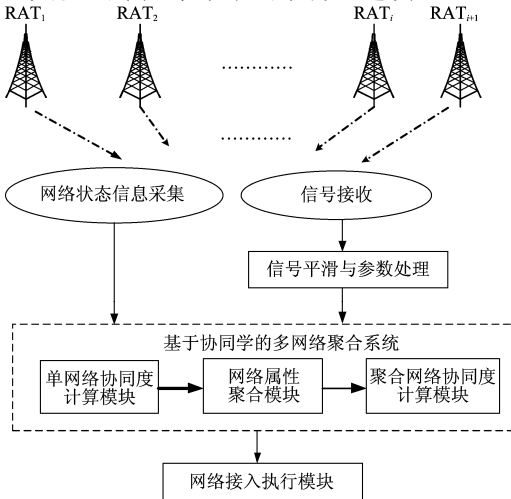 RAT1 RAT2 RATi RATi+1
…………
…………
网络状态信息采集
信号接收
信号平滑与参数处理
基于协同学的多网络聚合系统
单网络协同度
计算模块
网络属性
聚合模块
聚合网络协同度
计算模块
网络接入执行模块